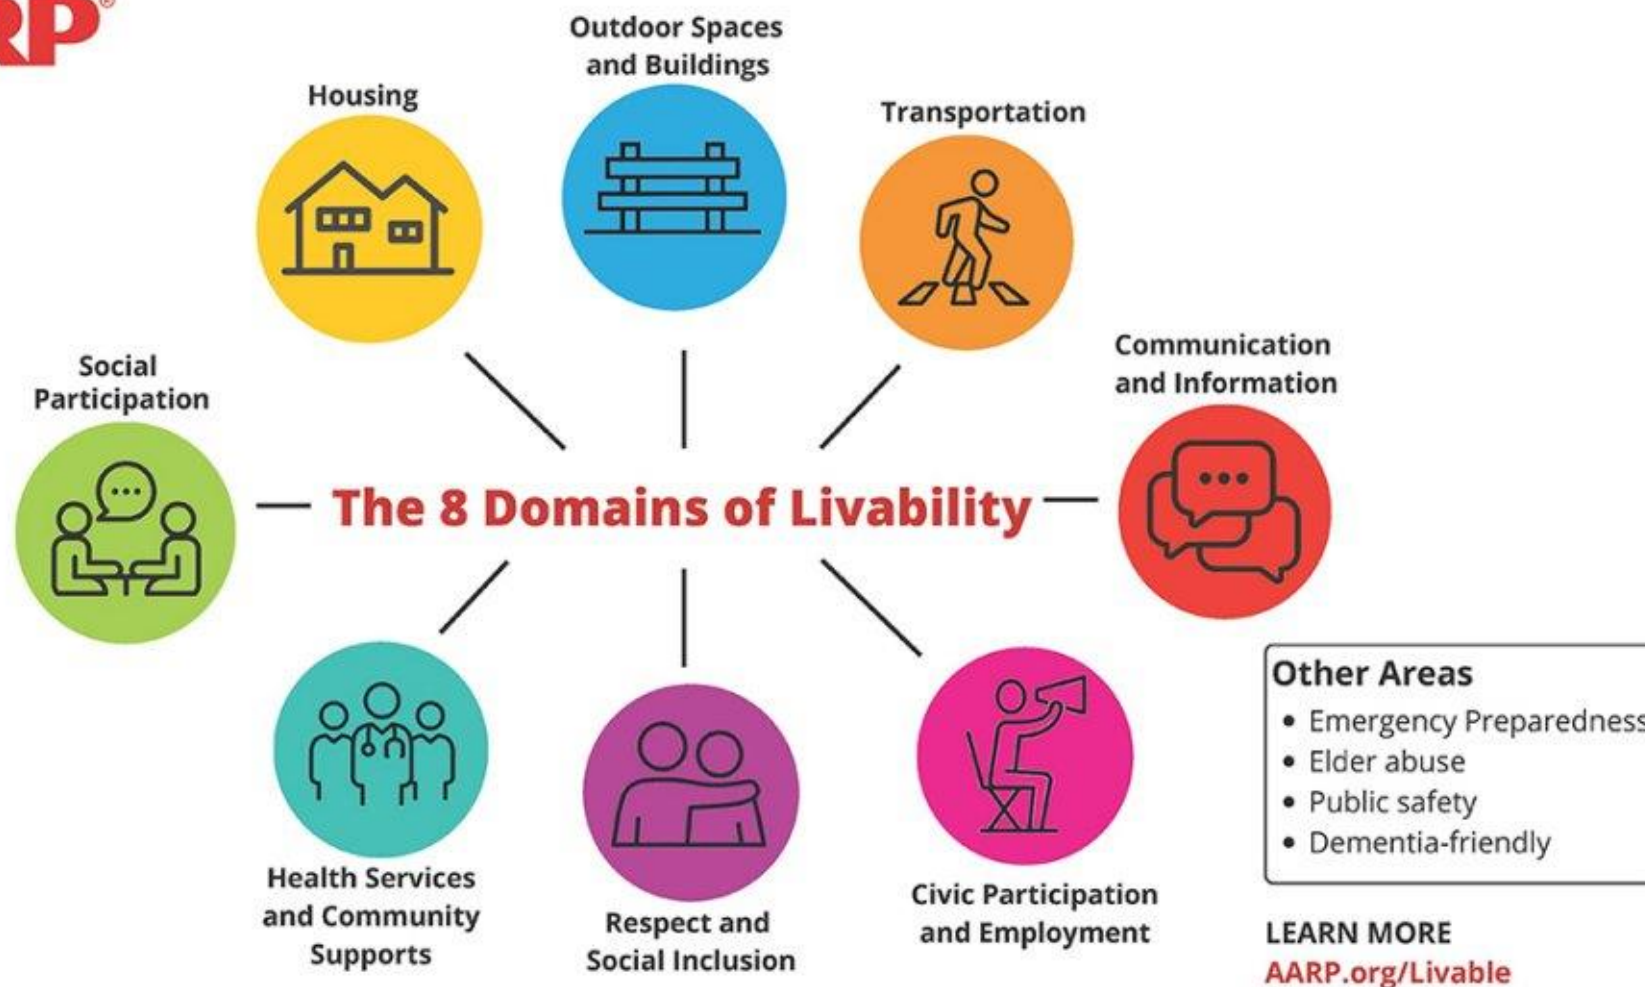 RP®
Outdoor Spaces
and Buildings
Housing
Transportation
Communication
and Information
Social
Participation
The 8 Domains of Livability
Other Areas
• Emergency Preparedness
• Elder abuse
• Public safety
• Dementia-friendly
Health Services
and Community
Supports
Respect and
Social Inclusion
Civic Participation
and Employment
LEARN MORE
AARP.org/Livable